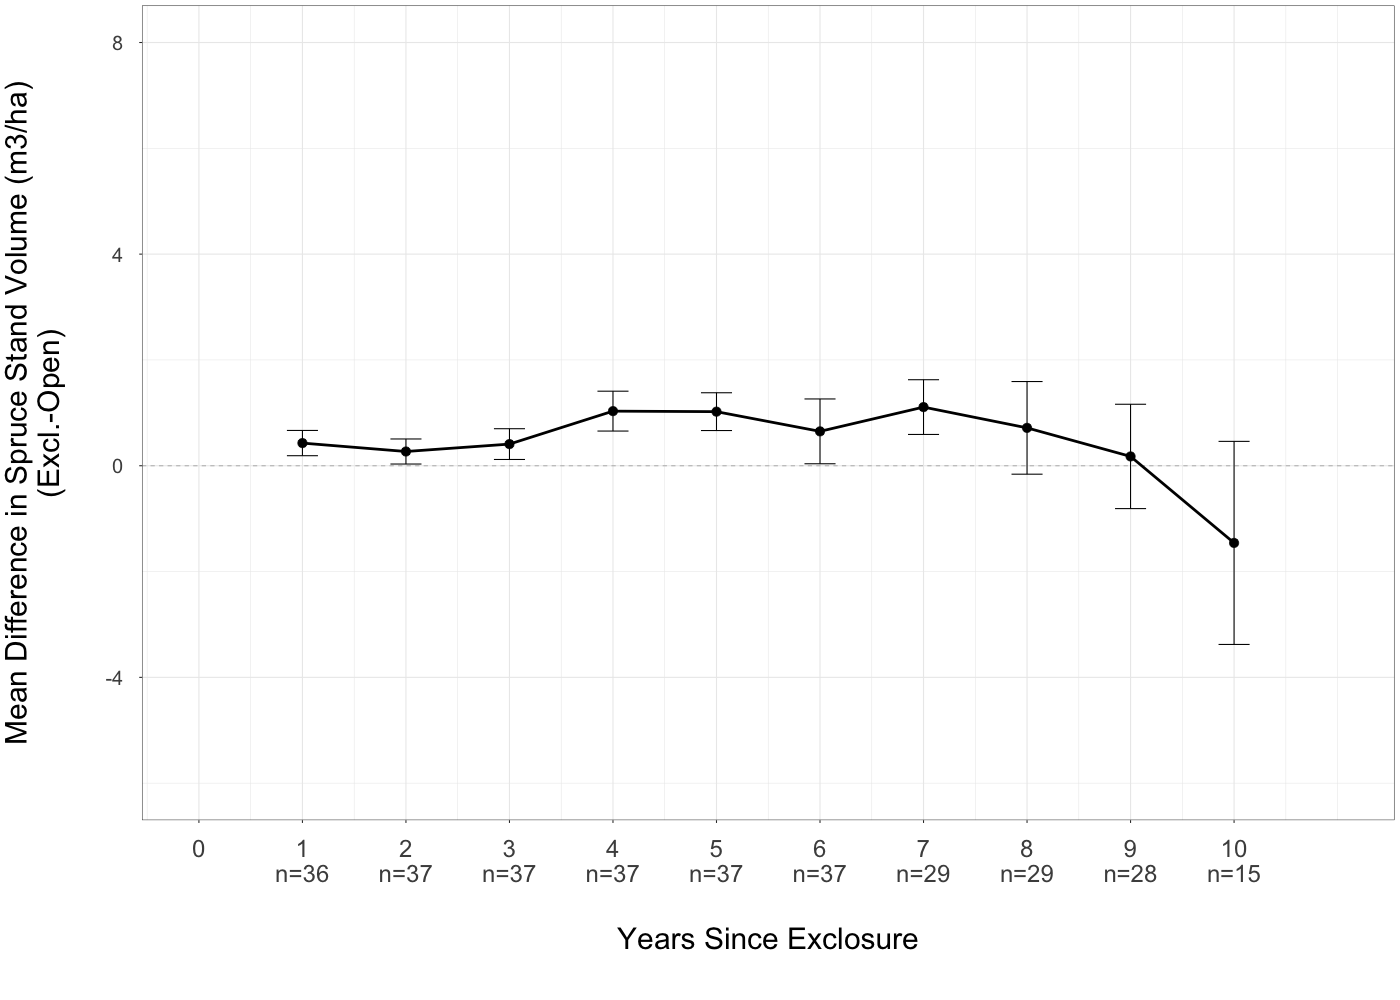 Mean Difference in Spruce Stand Volume (m3/ha)
(Excl.-Open)
8
4
0
-4
0 1 2 3 4 5 6 7 8 9 10
n=36 n=37 n=37 n=37 n=37 n=37 n=29 n=29 n=28 n=15
Years Since Exclosure